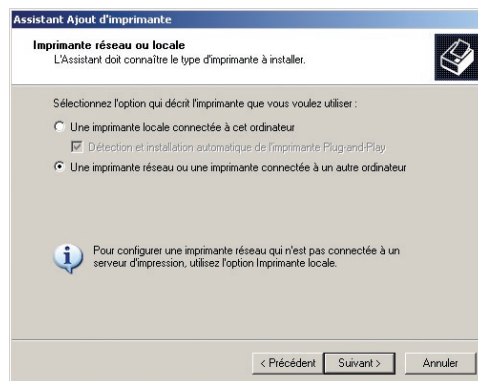 Assistant Ajout d'imprimante
Imprimante réseau ou locale
L'Assistant doit connaître le type d'imprimante à installer.
Sélectionnez l'option qui décrit l'imprimante que vous voulez utiliser :
Une imprimante locale connectée à cet ordinateur
Détection et installation automatique de l'imprimante Plug-and-Play
Une imprimante réseau ou une imprimante connectée à un autre ordinateur
Pour configurer une imprimante réseau qui n'est pas connectée à un
serveur d'impression, utilisez l'option Imprimante locale.
< Précédent
Suivant >
Annuler